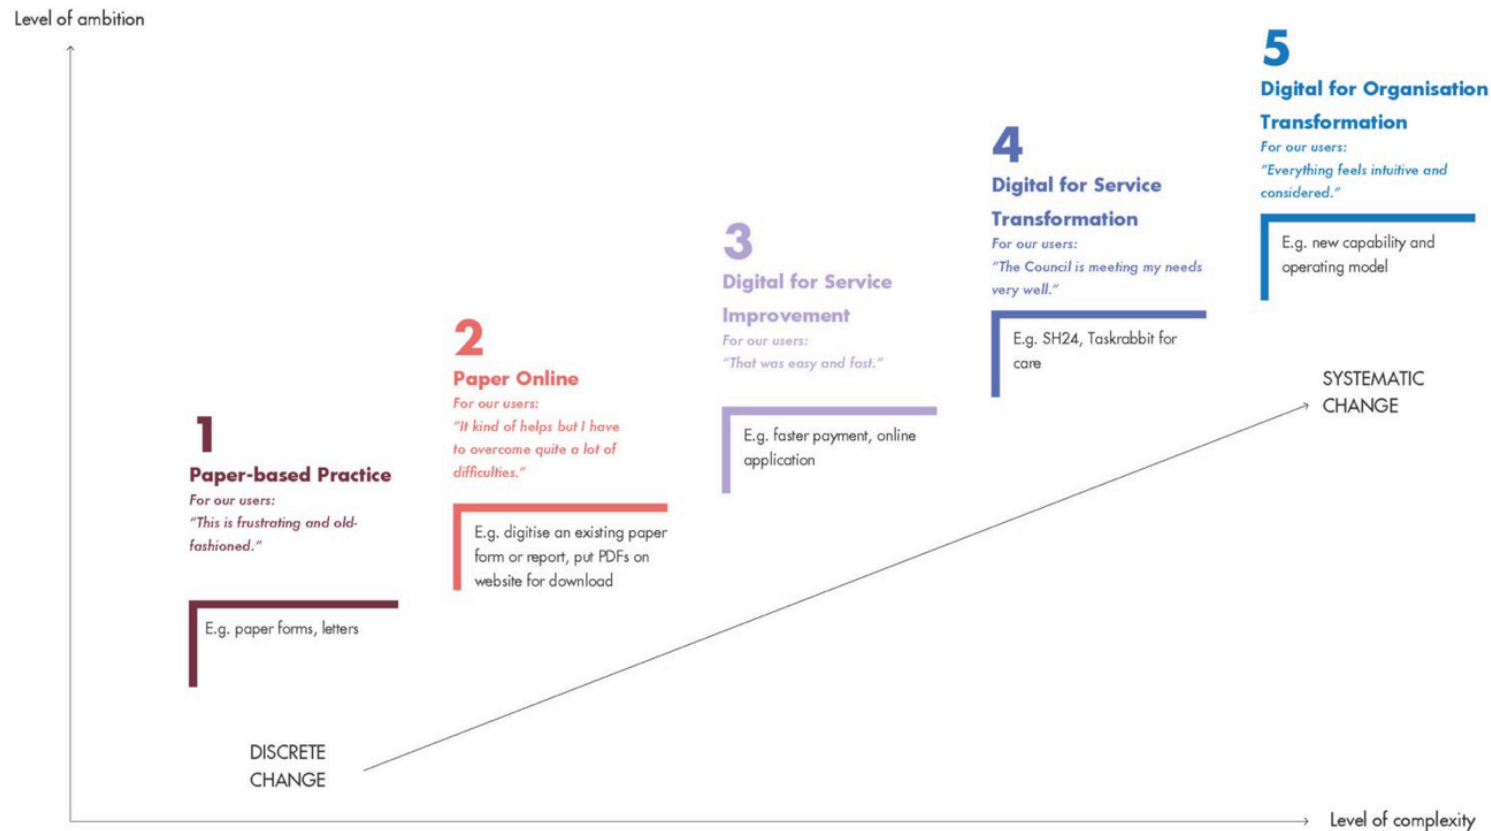 Level of ambition
5
Digital for Organisation
Transformation
For our users:
“Everything feels intuitive and
considered.”
E.g. new capability and
operating model
4
Digital for Service
Transformation
For our users:
“The Council is meeting my needs
very well.”
E.g. SH24, Taskrabbit for
care
3
Digital for Service
Improvement
For our users:
“That was easy and fast.”
E.g. faster payment, online
application
2
Paper Online
For our users:
“It kind of helps but I have
to overcome quite a lot of
difficulties.”
E.g. digitise an existing paper
form or report, put PDFs on
website for download
1
Paper-based Practice
For our users:
“This is frustrating and old-
fashioned.”
E.g. paper forms, letters
SYSTEMATIC
CHANGE
DISCRETE
CHANGE
Level of complexity